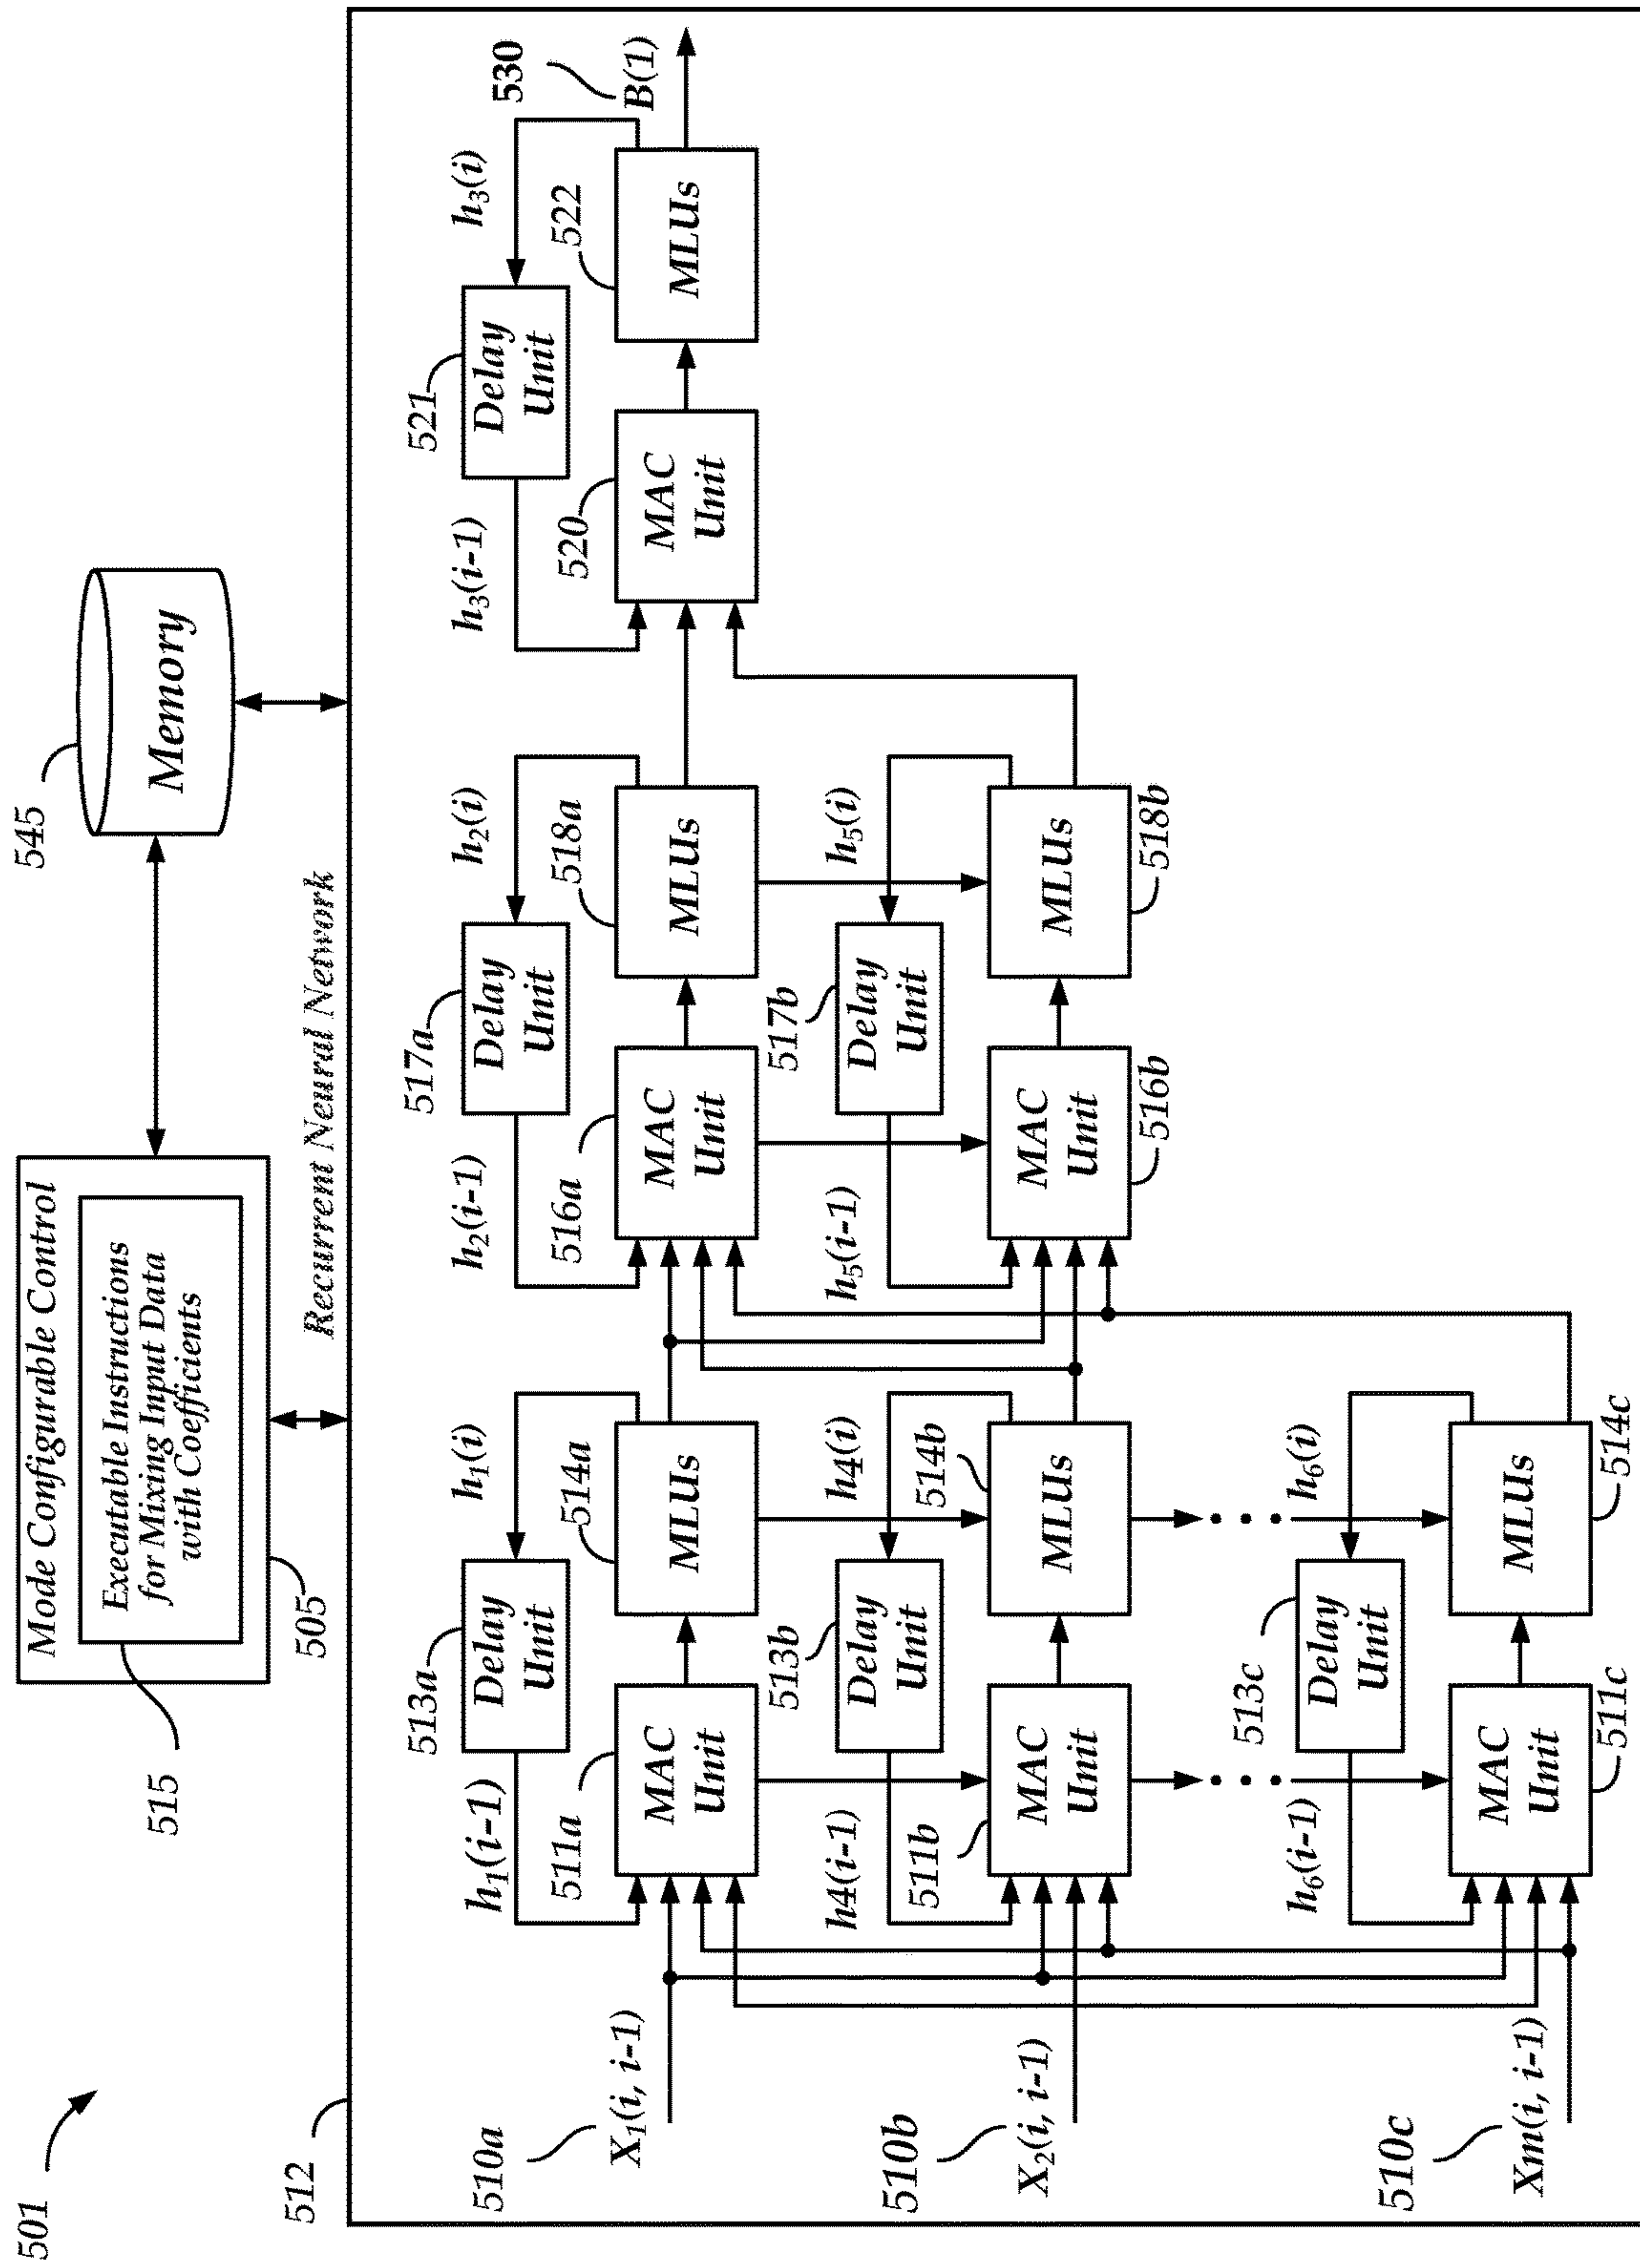 501
Mode Configurable Control
Executable Instructions
for Mixing Input Data
with Coefficients
515
505
545
Memory
Recurrent Neural Network
512
510a
X₁(i, i-1)
510b
X₂(i, i-1)
510c
Xm(i, i-1)
h₁(i-1)
513a
Delay
Unit
h₁(i)
511a
MAC
Unit
514a
MLUs
h4(i-1)
513b
Delay
Unit
h4(i)
511b
MAC
Unit
514b
MLUs
h₆(i-1)
513c
Delay
Unit
h₆(i)
MAC
Unit
511c
MLUs
514c
h₂(i-1)
517a
Delay
Unit
h₂(i)
516a
MAC
Unit
518a
MLUs
h₅(i-1)
517b
Delay
Unit
h₅(i)
MAC
Unit
516b
MLUs
518b
h₃(i-1)
521
Delay
Unit
h₃(i)
520
MAC
Unit
522
MLUs
530
B(1)